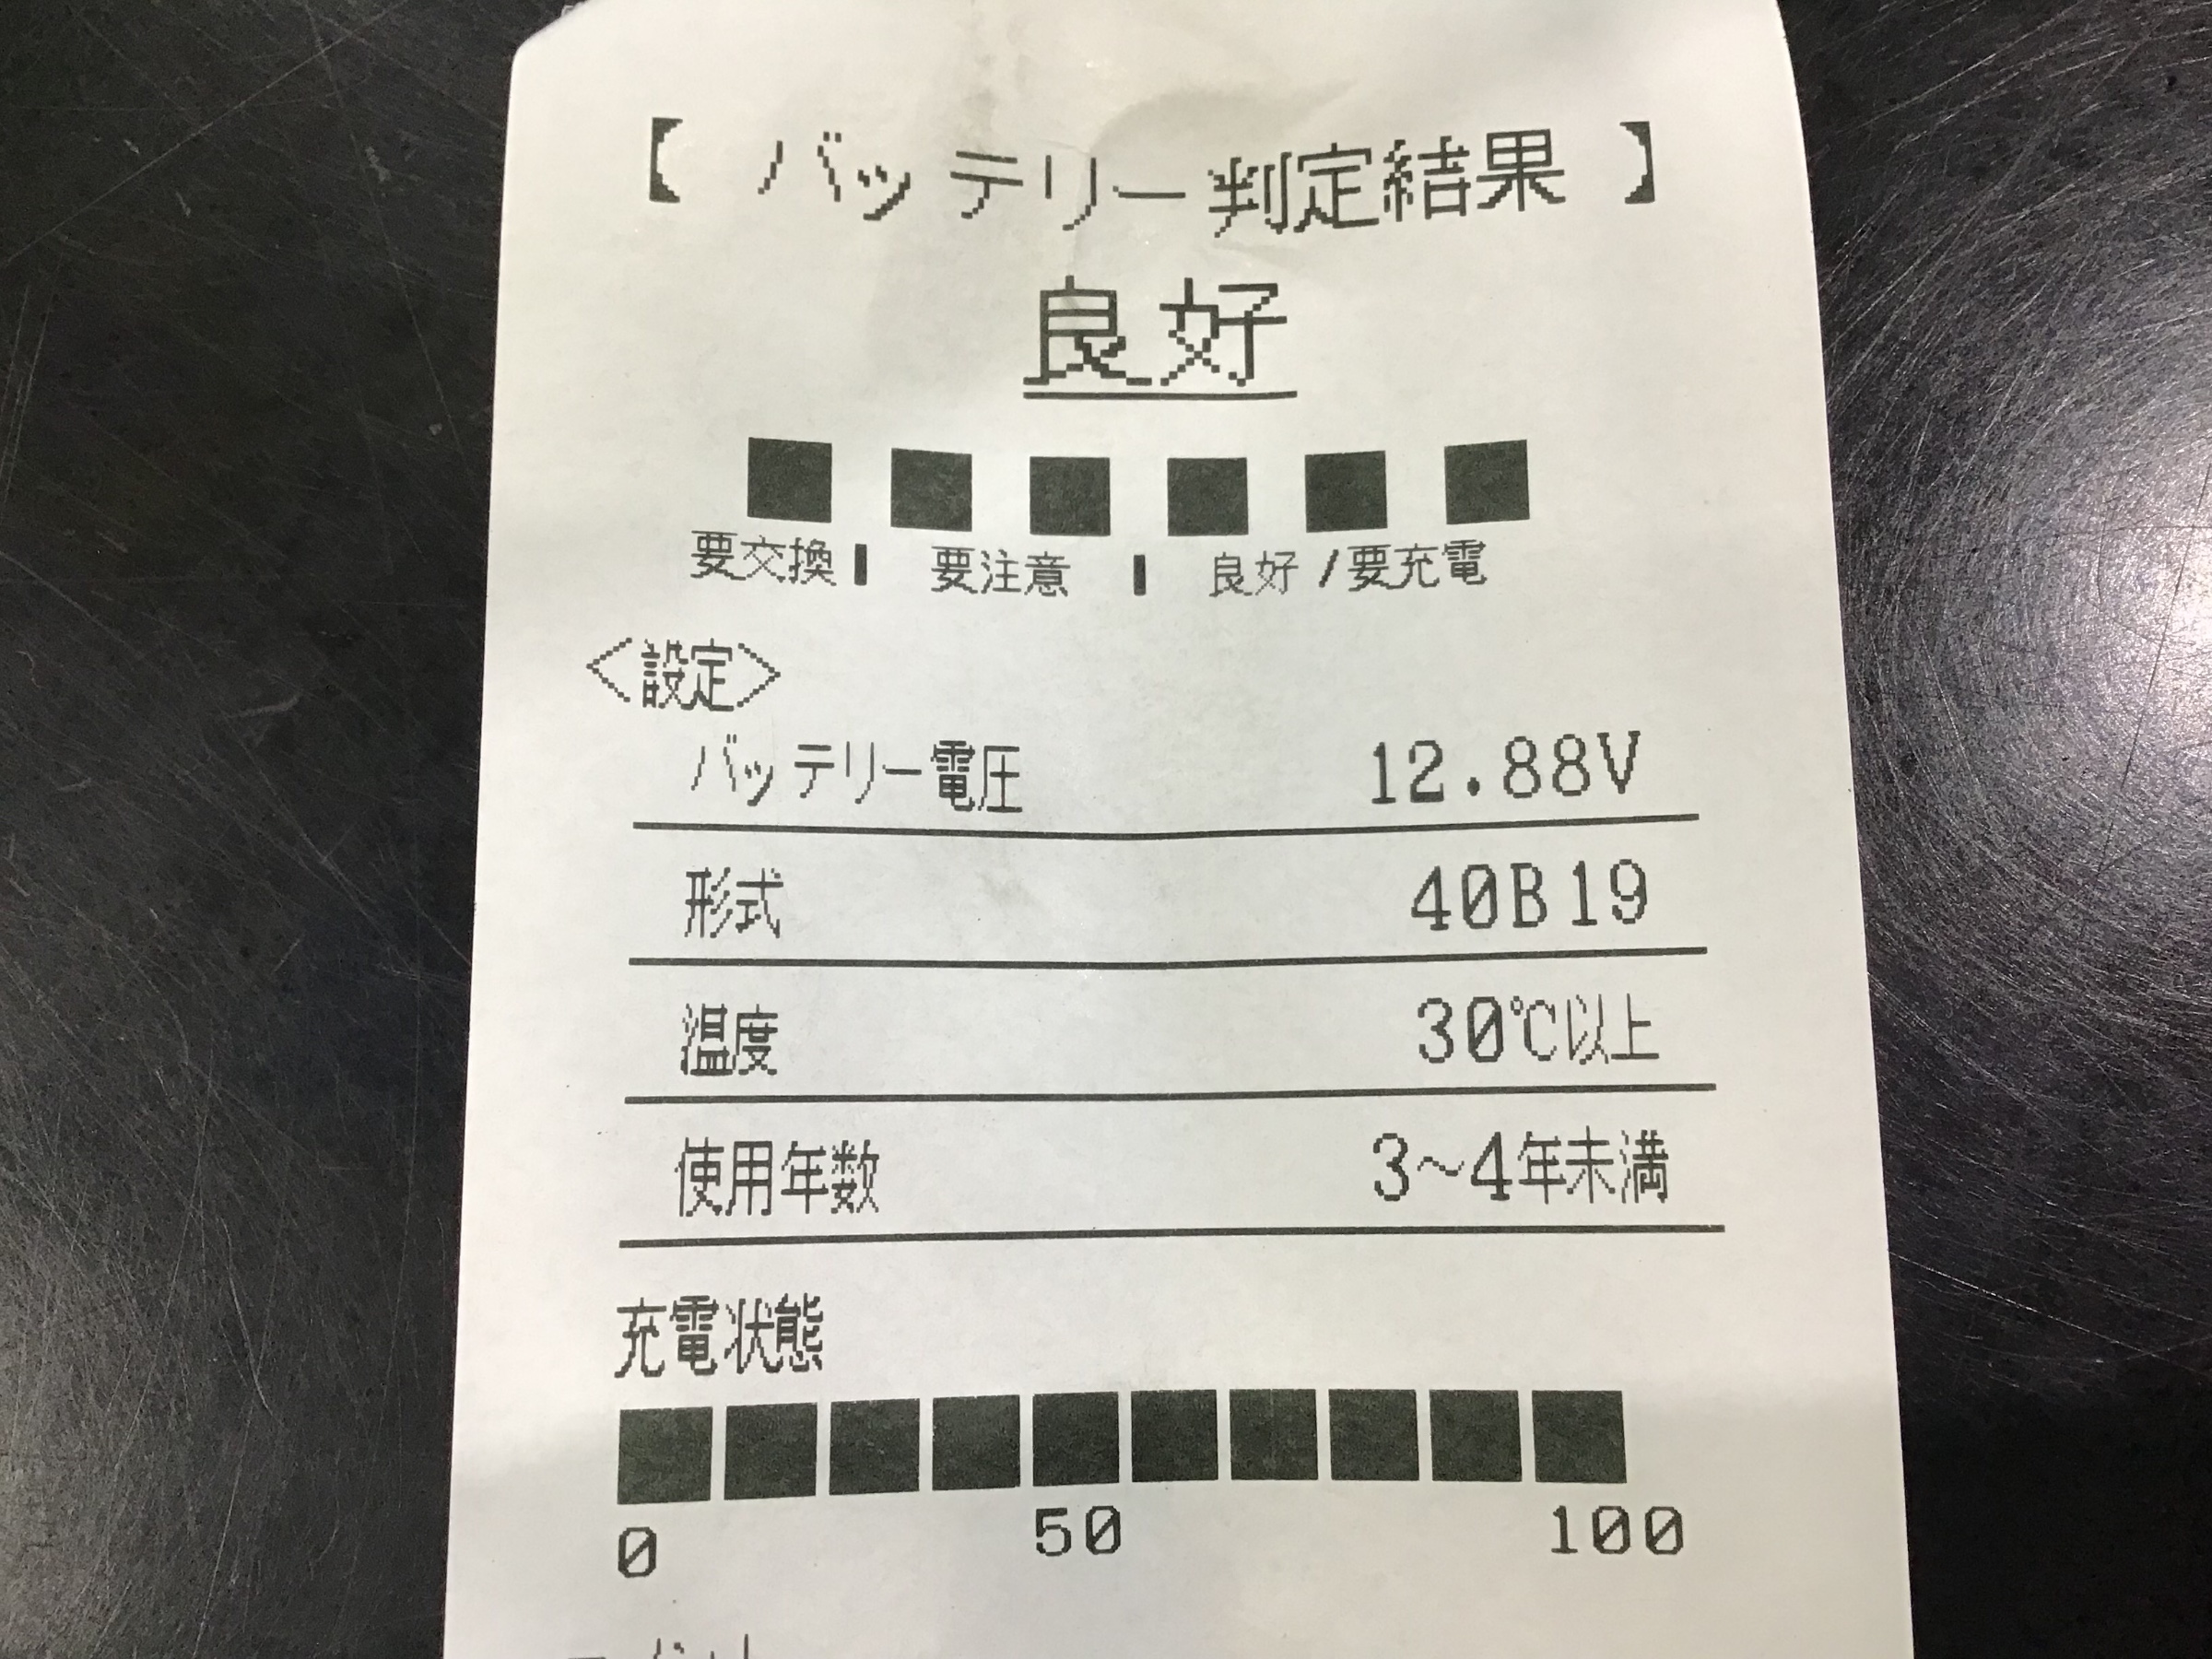 【 バッテリー判定結果 】
良好
要交換 | 要注意 | 良好/要充電
<設定>
バッテリー電圧 12.88V
形式 40B19
温度 30℃以上
使用年数 3~4年未満
充電状態
0 50 100